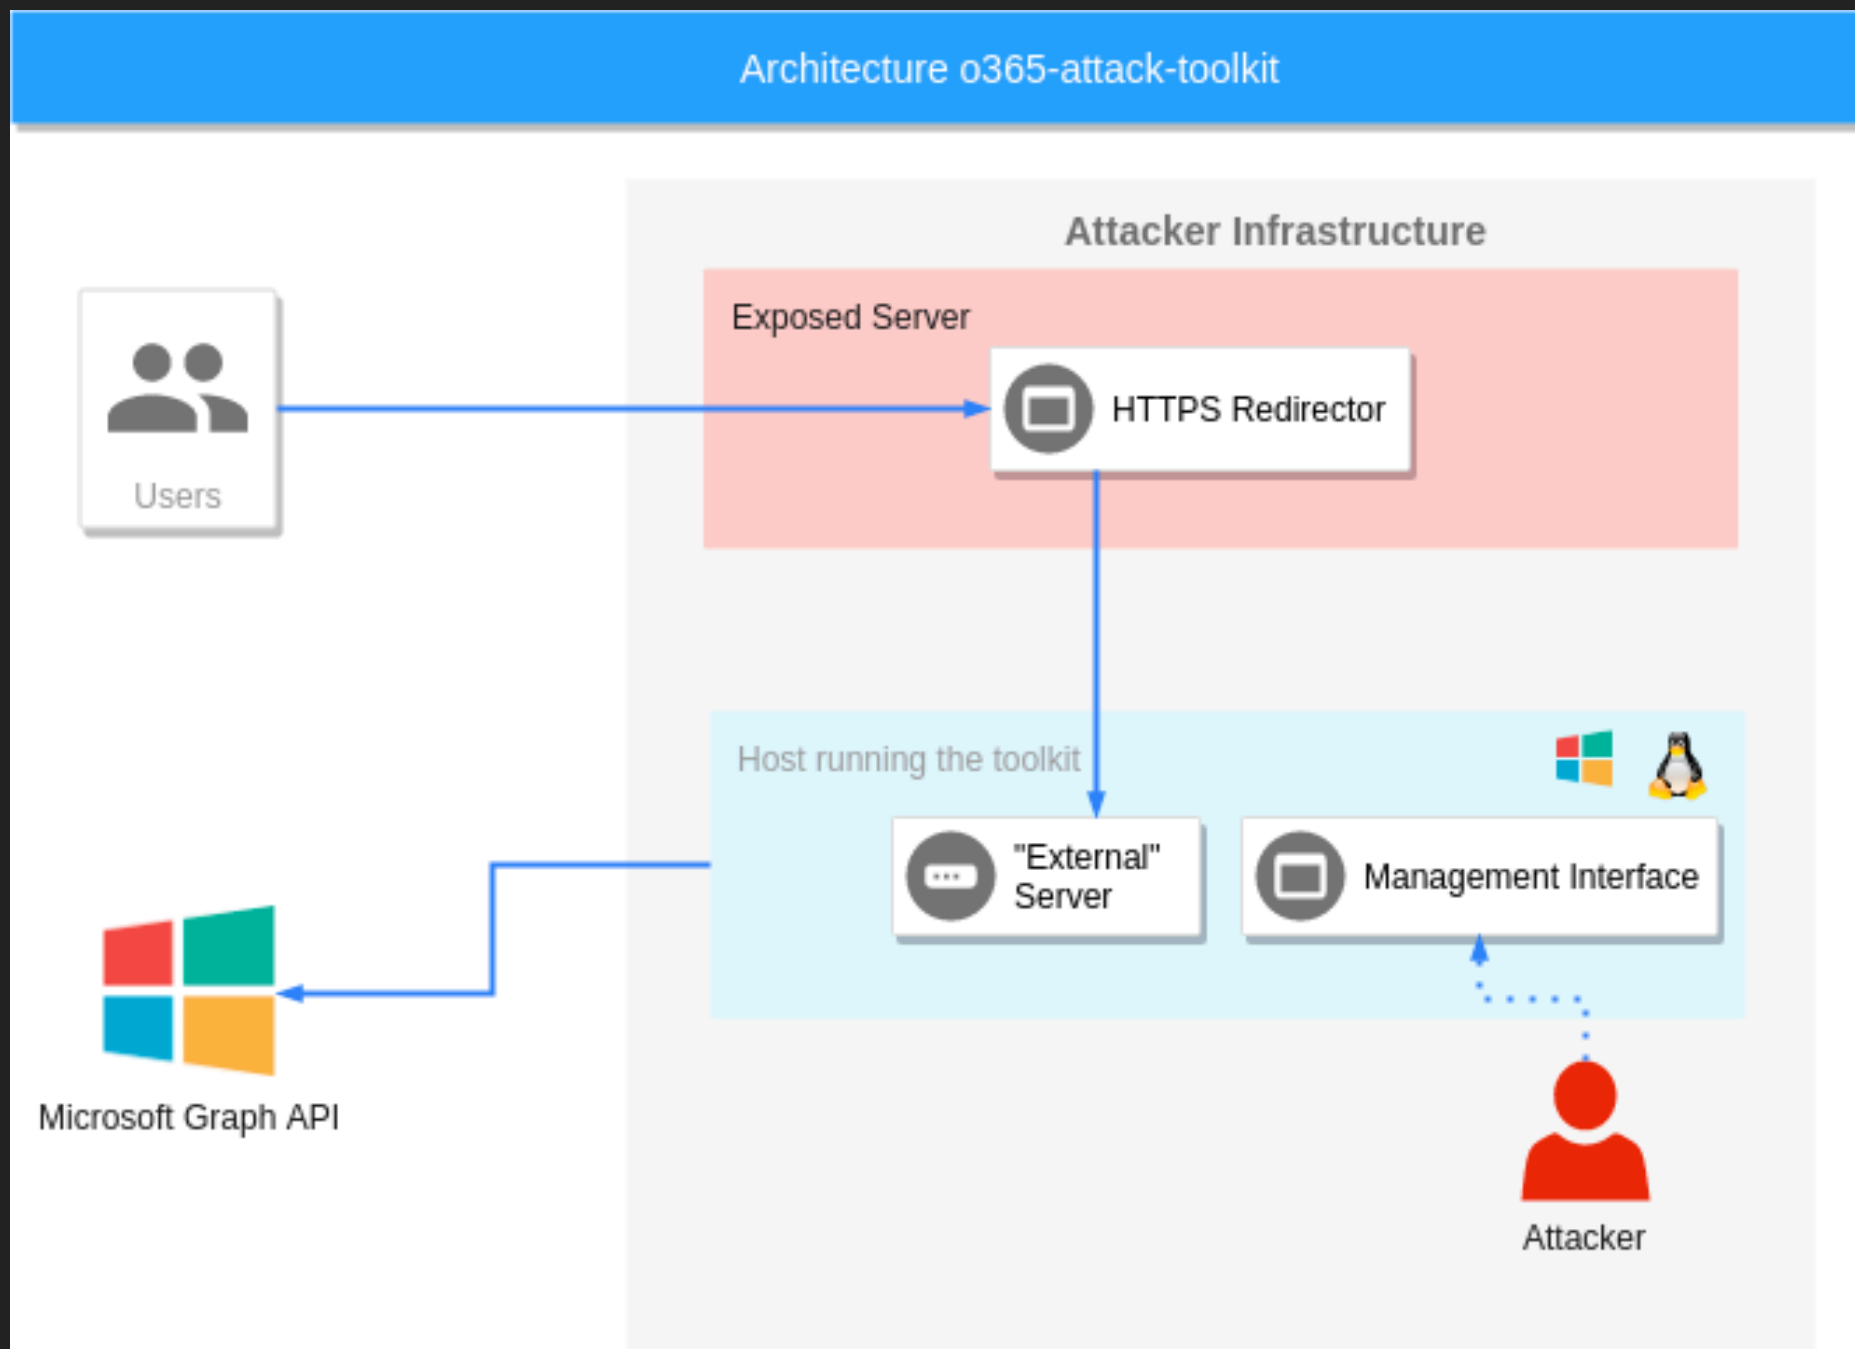 Architecture o365-attack-toolkit
Attacker Infrastructure
Exposed Server
HTTPS Redirector
Users
Host running the toolkit
"External"
Server
Management Interface
Microsoft Graph API
Attacker